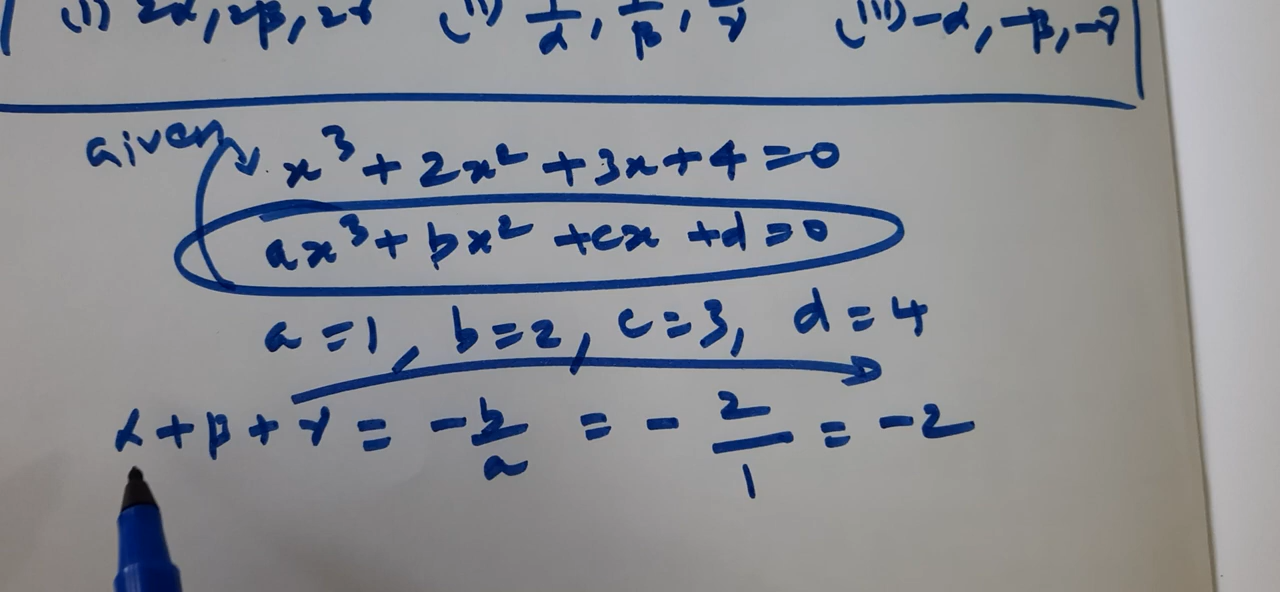 (i) 2α, 2β, 2γ (ii) 1/α, 1/β, 1/γ (iii) -α, -β, -γ
Given
x³ + 2x² + 3x + 4 = 0
ax³ + bx² + cx + d = 0
a = 1, b = 2, c = 3, d = 4
α + β + γ = -b/a = -2/1 = -2